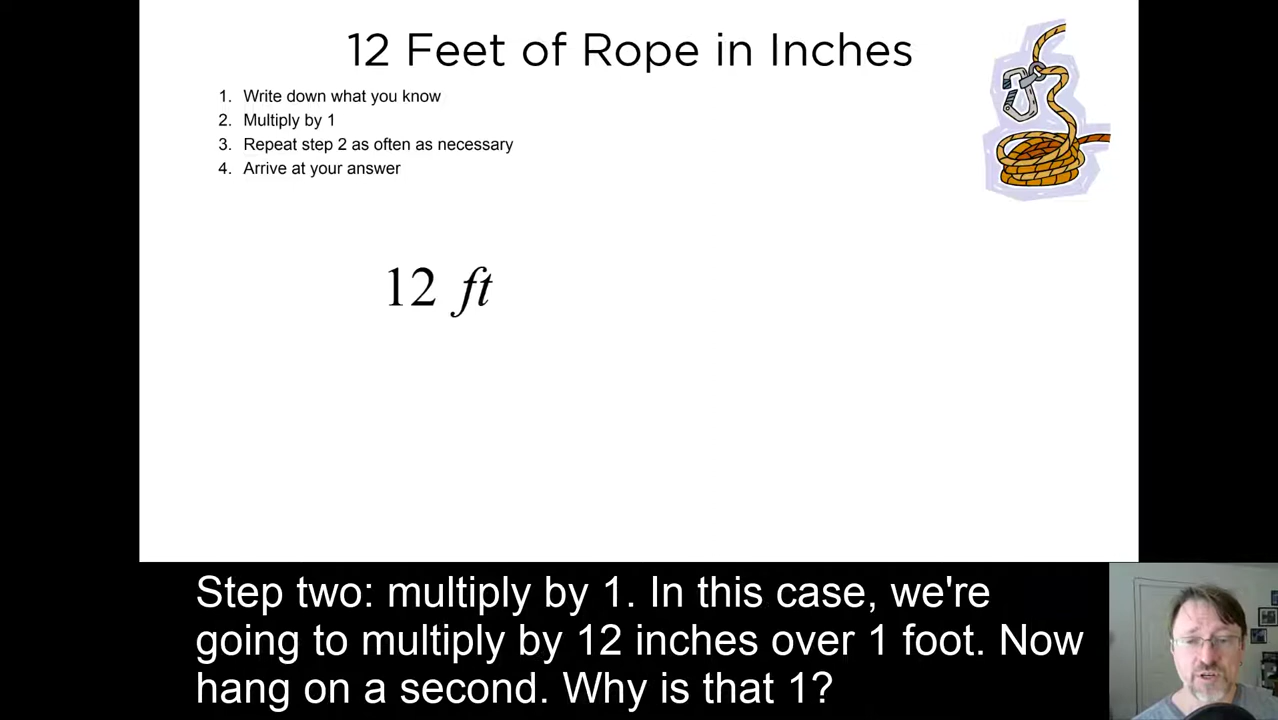 12 Feet of Rope in Inches
1. Write down what you know
2. Multiply by 1
3. Repeat step 2 as often as necessary
4. Arrive at your answer
12 ft
Step two: multiply by 1. In this case, we're
going to multiply by 12 inches over 1 foot. Now
hang on a second. Why is that 1?